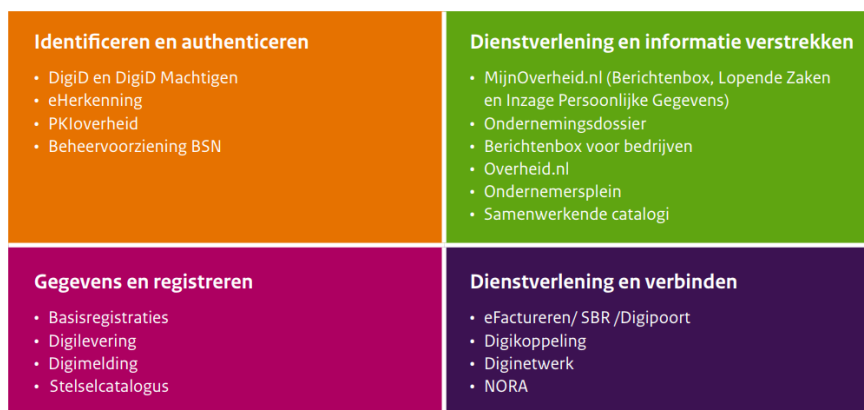 Identificeren en authenticeren
• DigiD en DigiD Machtigen
• eHerkenning
• PKIoverheid
• Beheervoorziening BSN
Dienstverlening en informatie verstrekken
• MijnOverheid.nl (Berichtenbox, Lopende Zaken
en Inzage Persoonlijke Gegevens)
• Ondernemingsdossier
• Berichtenbox voor bedrijven
• Overheid.nl
• Ondernemersplein
• Samenwerkende catalogi
Gegevens en registreren
• Basisregistraties
• Digilevering
• Digimelding
• Stelselcatalogus
Dienstverlening en verbinden
• eFactureren/ SBR /Digipoort
• Digikoppeling
• Diginetwerk
• NORA